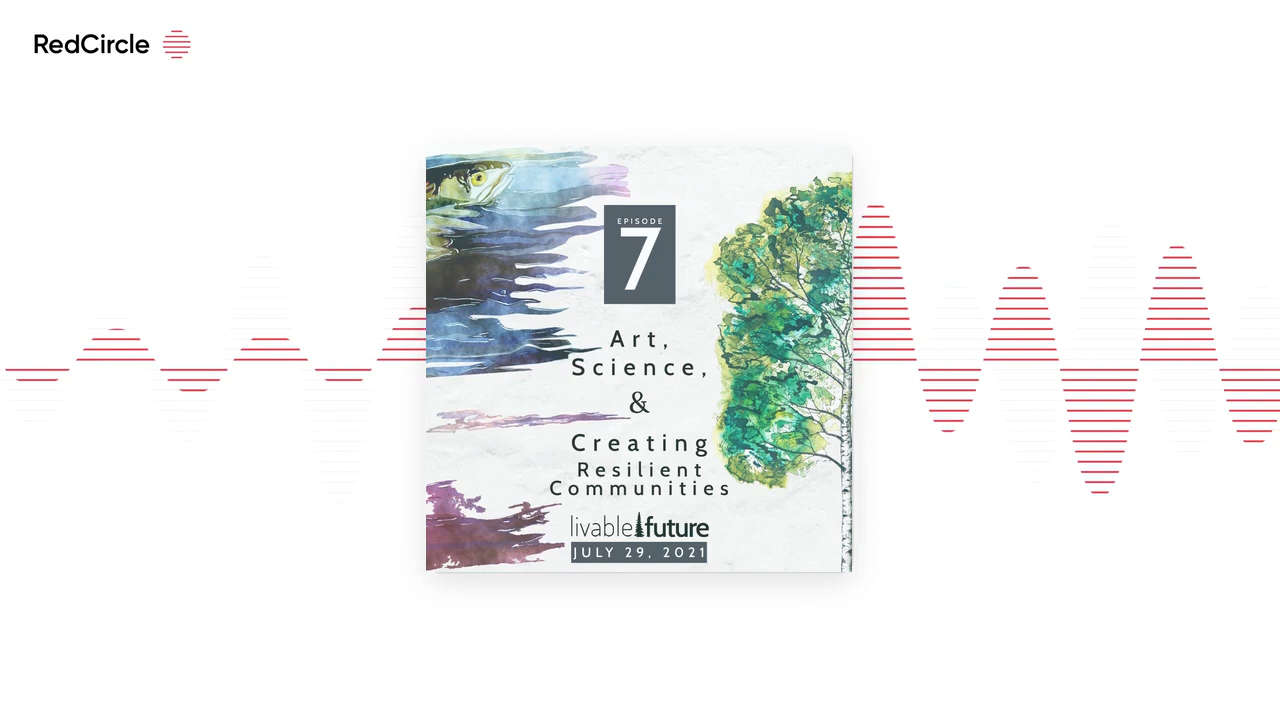 RedCircle
EPISODE
7
Art,
Science,
&
Creating
Resilient
Communities
livable future
JULY 29, 2021